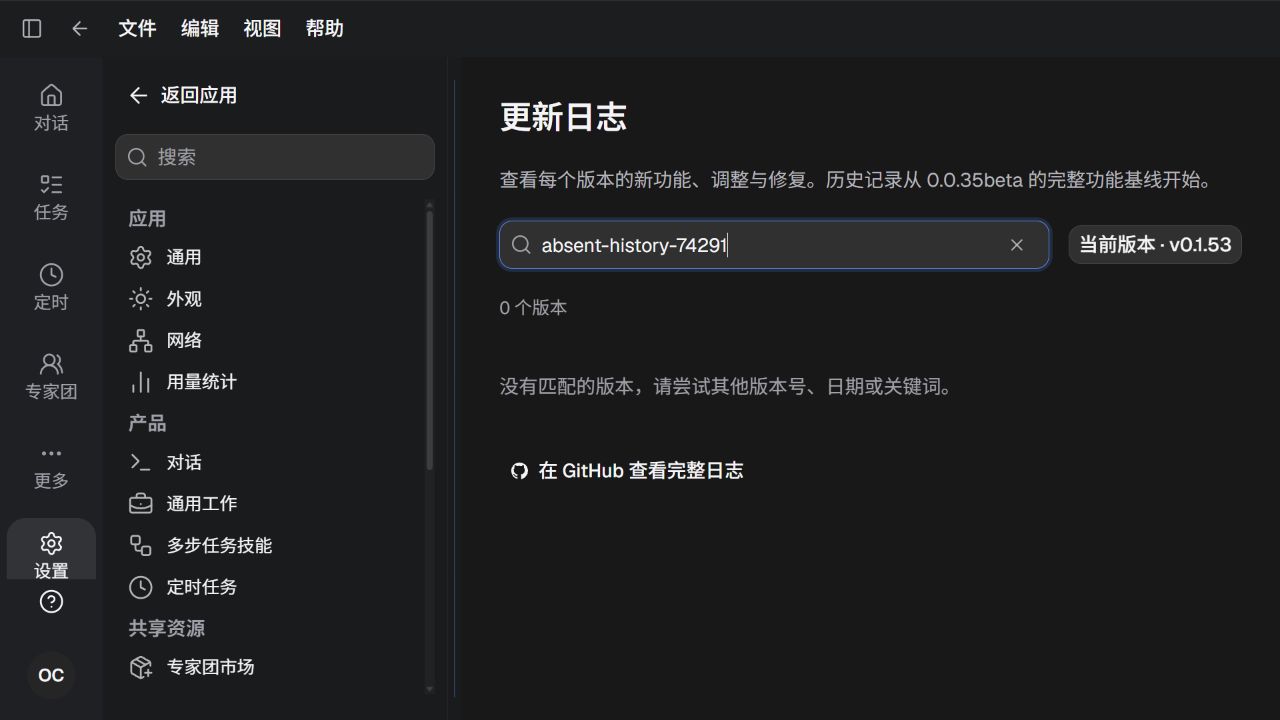 文件 编辑 视图 帮助
对话
任务
定时
专家团
更多
设置
OC
返回应用
搜索
应用
通用
外观
网络
用量统计
产品
对话
通用工作
多步任务技能
定时任务
共享资源
专家团市场
更新日志
查看每个版本的新功能、调整与修复。历史记录从 0.0.35beta 的完整功能基线开始。
absent-history-74291
当前版本 · v0.1.53
0 个版本
没有匹配的版本，请尝试其他版本号、日期或关键词。
在 GitHub 查看完整日志